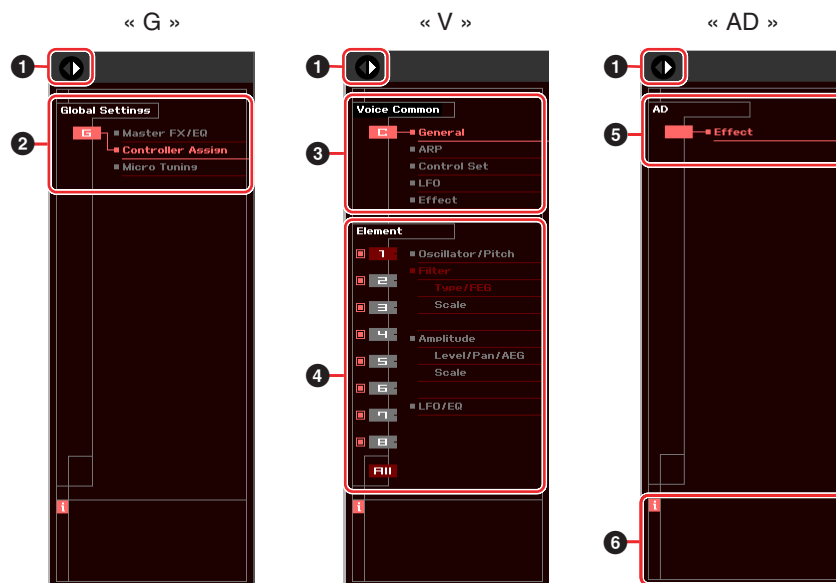 « G »
1
Global Settings
G
Master FX/EQ
Controller Assign
2
Micro Tuning
i
« V »
1
Voice Common
C
General
ARP
3
Control Set
LFO
Effect
Element
1
Oscillator/Pitch
Filter
2
Type/FEG
3
Scale
4
Amplitude
5
Level/Pan/AEG
4
Scale
6
7
LFO/EQ
8
All
i
« AD »
1
AD
Effect
5
i
6